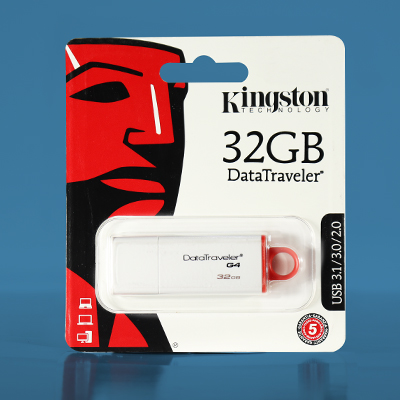 Kingston
TECHNOLOGY
32GB
DataTraveler®
DataTraveler®
G4
32GB
USB 3.1/3.0/2.0
5